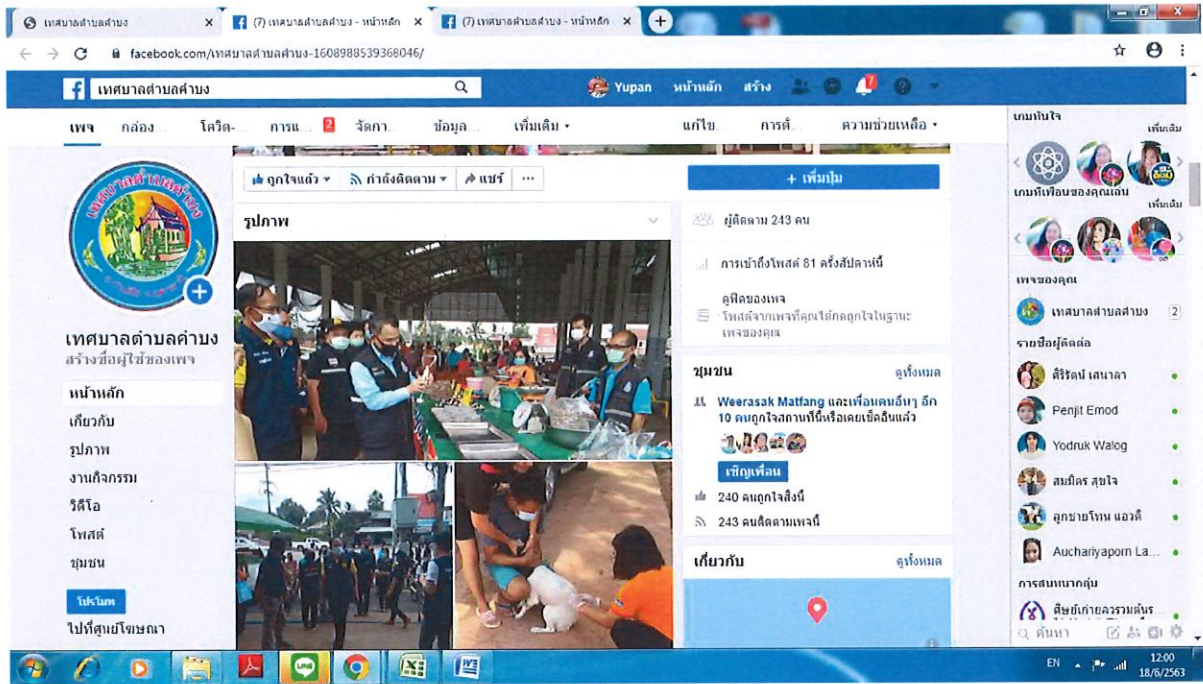 เทศบาลตำบลคำบง
(7) เทศบาลตำบลคำบง - หน้าหลัก
(7) เทศบาลตำบลคำบง - หน้าหลัก
facebook.com/เทศบาลตำบลคำบง-1608988539368046/
เทศบาลตำบลคำบง
Yupan หน้าหลัก สร้าง 7
เพจ กล่อง... โควิด-... การแ... 2 จัดกา... ข้อมูล... เพิ่มเติม
แก้ไข... การตั้... ความช่วยเหลือ
เทศบาลตำบลคำบง
เทศบาลตำบลคำบง
สร้างชื่อผู้ใช้ของเพจ
หน้าหลัก
เกี่ยวกับ
รูปภาพ
งานกิจกรรม
วิดีโอ
โพสต์
ชุมชน
โปรโมท
ไปที่ศูนย์โฆษณา
ถูกใจแล้ว กำลังติดตาม แชร์ ...
รูปภาพ
+ เพิ่มปุ่ม
ผู้ติดตาม 243 คน
การเข้าถึงโพสต์ 81 ครั้งสัปดาห์นี้
ดูฟีดของเพจ
โพสต์จากเพจที่คุณได้กดถูกใจในฐานะ
เพจของคุณ
ชุมชน ดูทั้งหมด
Weerasak Matfang และเพื่อนคนอื่นๆ อีก
10 คนถูกใจสถานที่นี้หรือเคยเช็คอินแล้ว
เชิญเพื่อน
240 คนถูกใจสิ่งนี้
243 คนติดตามเพจนี้
เกี่ยวกับ ดูทั้งหมด
เกมทันใจ
เพิ่มเติม
เกมที่เพื่อนของคุณเล่น
เพิ่มเติม
เพจของคุณ
เทศบาลตำบลคำบง 2
รายชื่อผู้ติดต่อ
สิริรัตน์ เสนาลา
Penjit Emod
Yodruk Walog
สมมิตร สุขใจ
ลูกชายโทน แอวดี้
Auchariyaporn La...
การสนทนากลุ่ม
ค้นหา
EN
12:00
18/6/2563